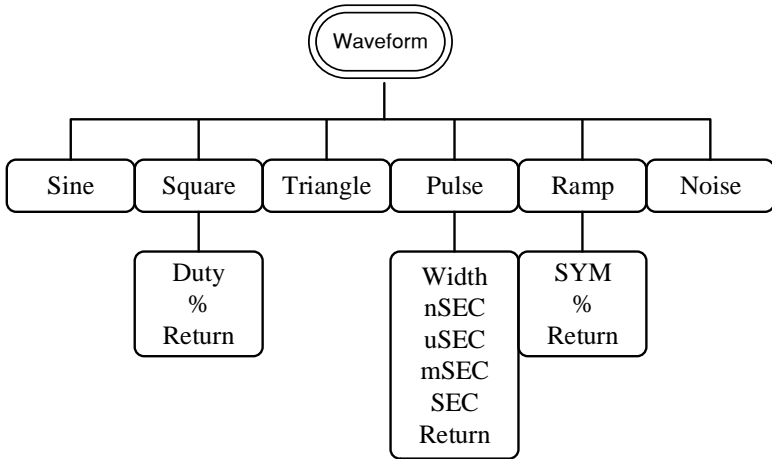 Waveform
Sine
Square
Triangle
Pulse
Ramp
Noise
Duty
%
Return
Width
nSEC
uSEC
mSEC
SEC
Return
SYM
%
Return